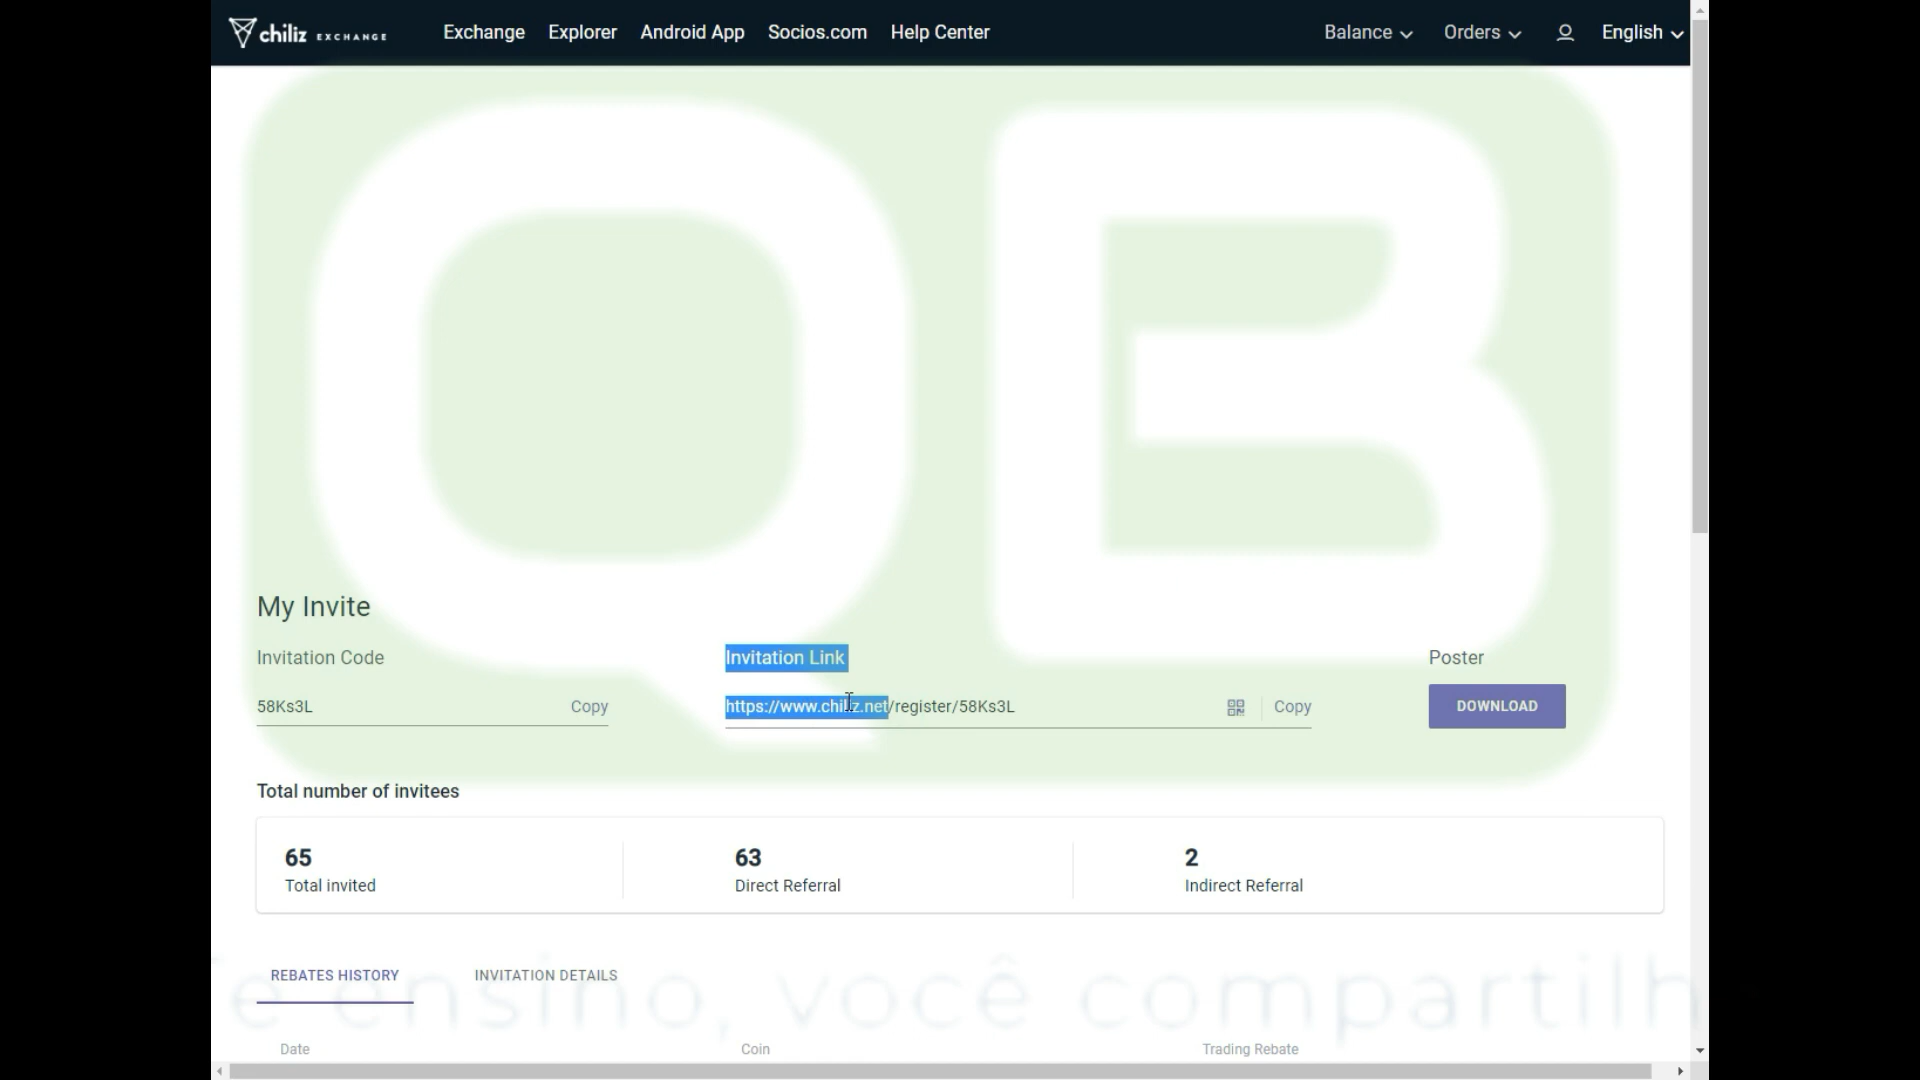 chiliz EXCHANGE Exchange Explorer Android App Socios.com Help Center Balance Orders English
QB
My Invite
Invitation Code Invitation Link Poster
58Ks3L Copy https://www.chiliz.net/register/58Ks3L Copy DOWNLOAD
Total number of invitees
65 63 2
Total invited Direct Referral Indirect Referral
REBATES HISTORY INVITATION DETAILS
e ensino, você compartilh
Date Coin Trading Rebate